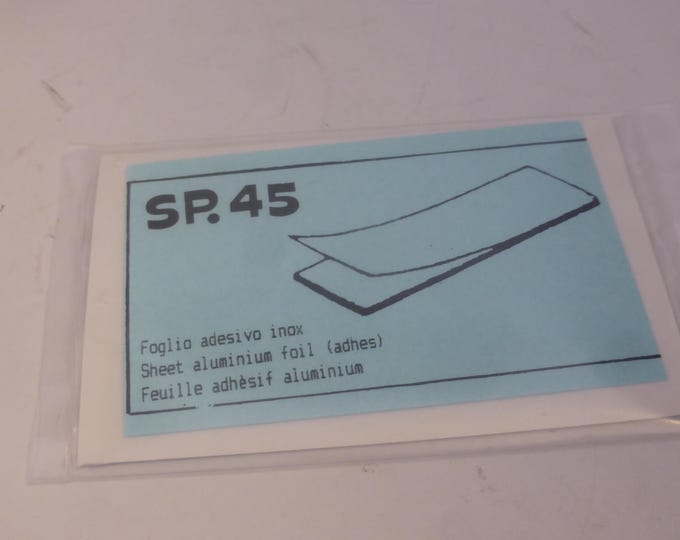 SP. 45
Foglio adesivo inox
Sheet aluminium foil (adhes)
Feuille adhèsif aluminium